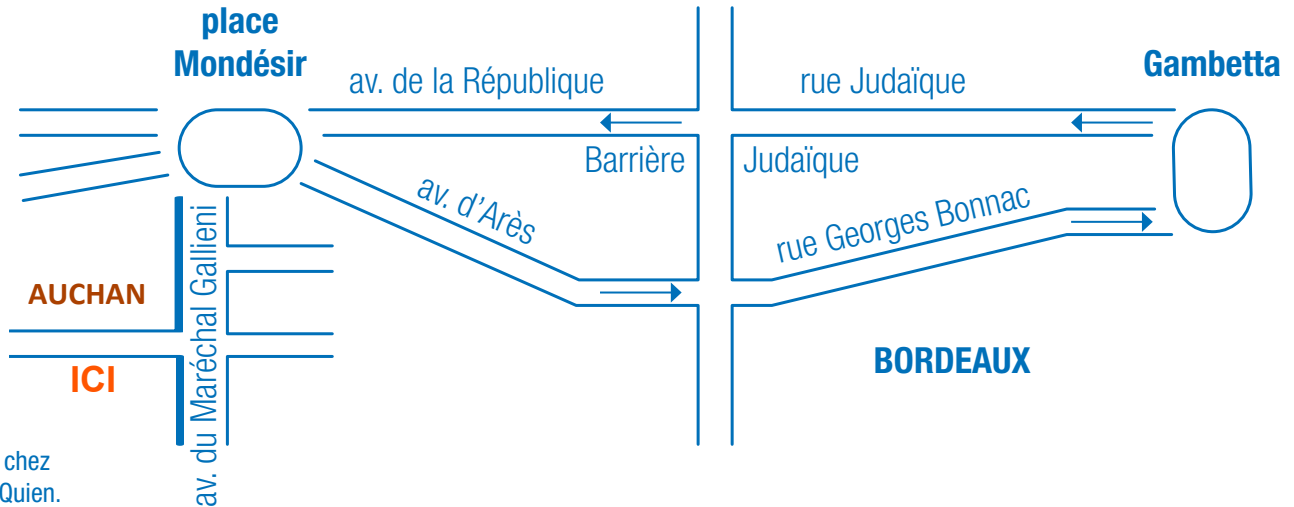 place
Mondésir
av. de la République
rue Judaïque
Gambetta
Barrière
Judaïque
av. d'Arès
rue Georges Bonnac
AUCHAN
av. du Maréchal Gallieni
ICI
BORDEAUX
chez
Quien.